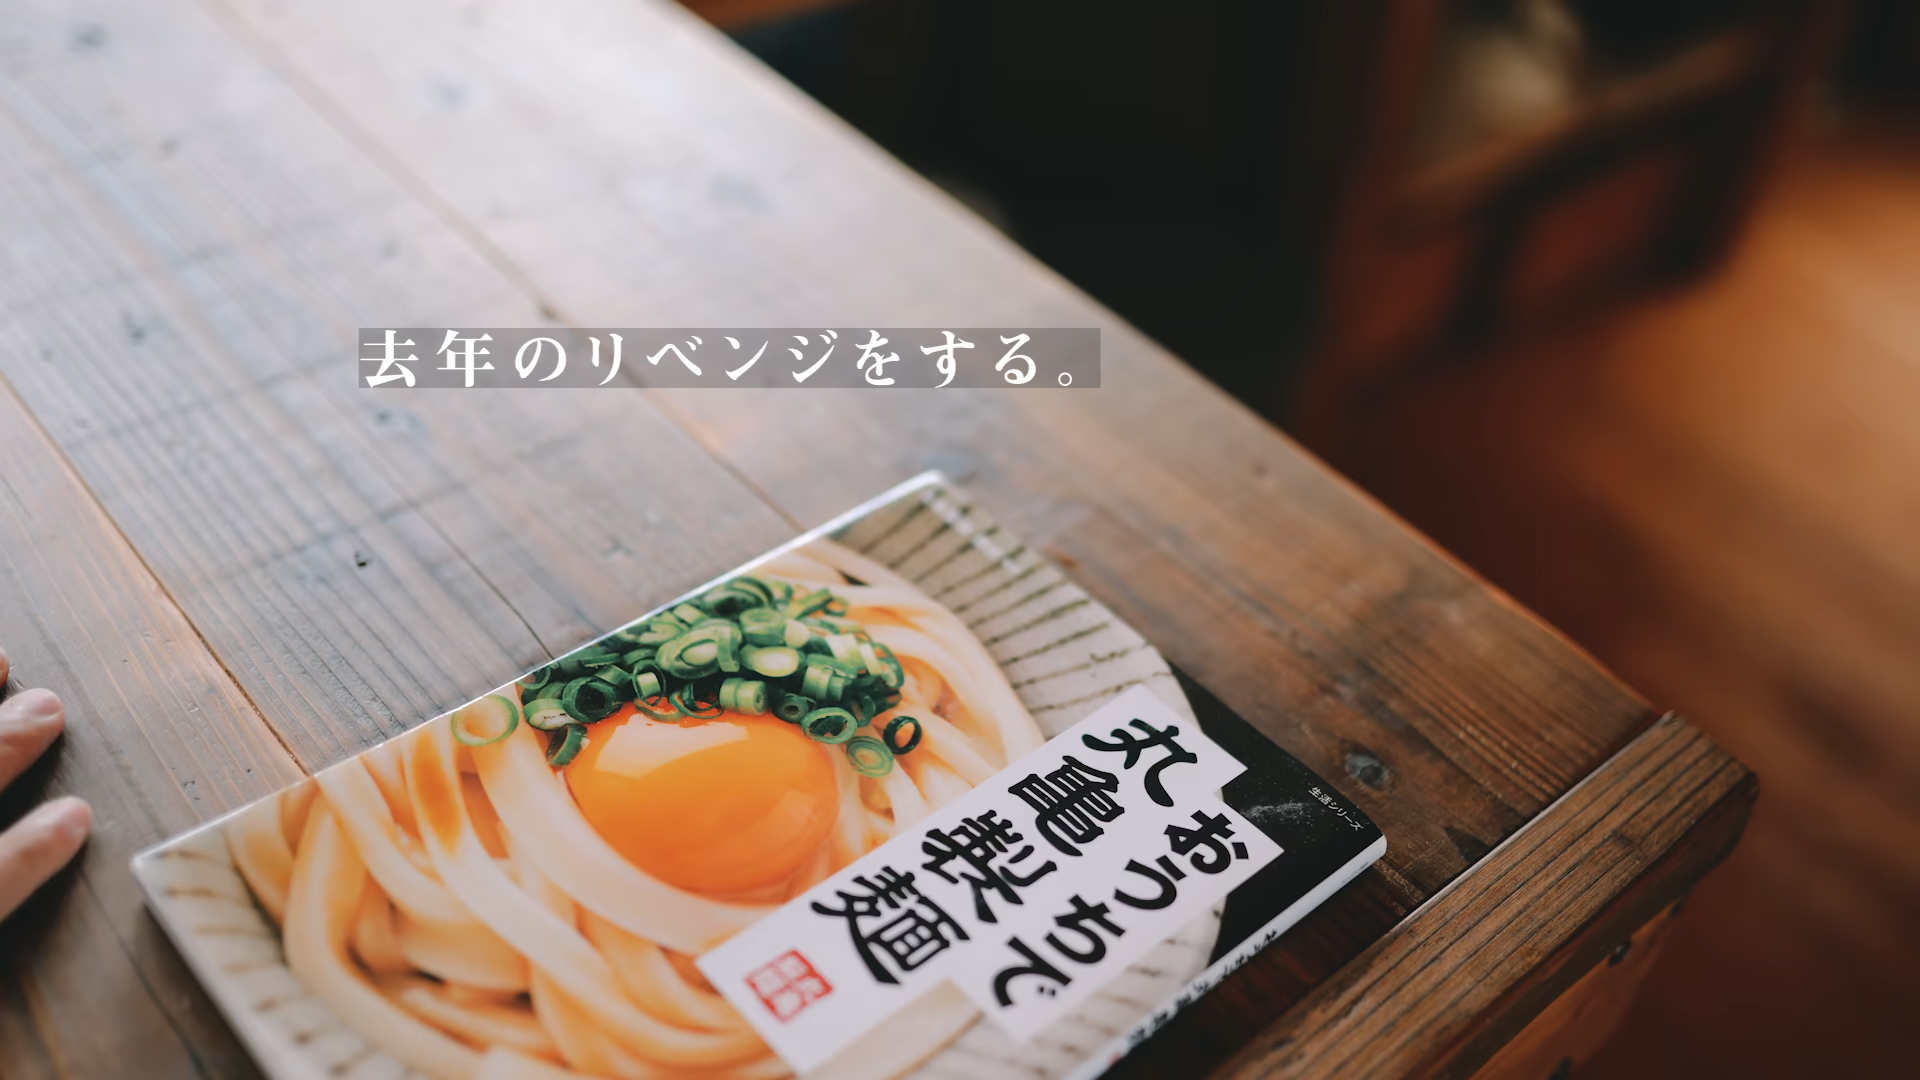 去年のリベンジをする。
おうちで
丸亀製麺
生活シリーズ